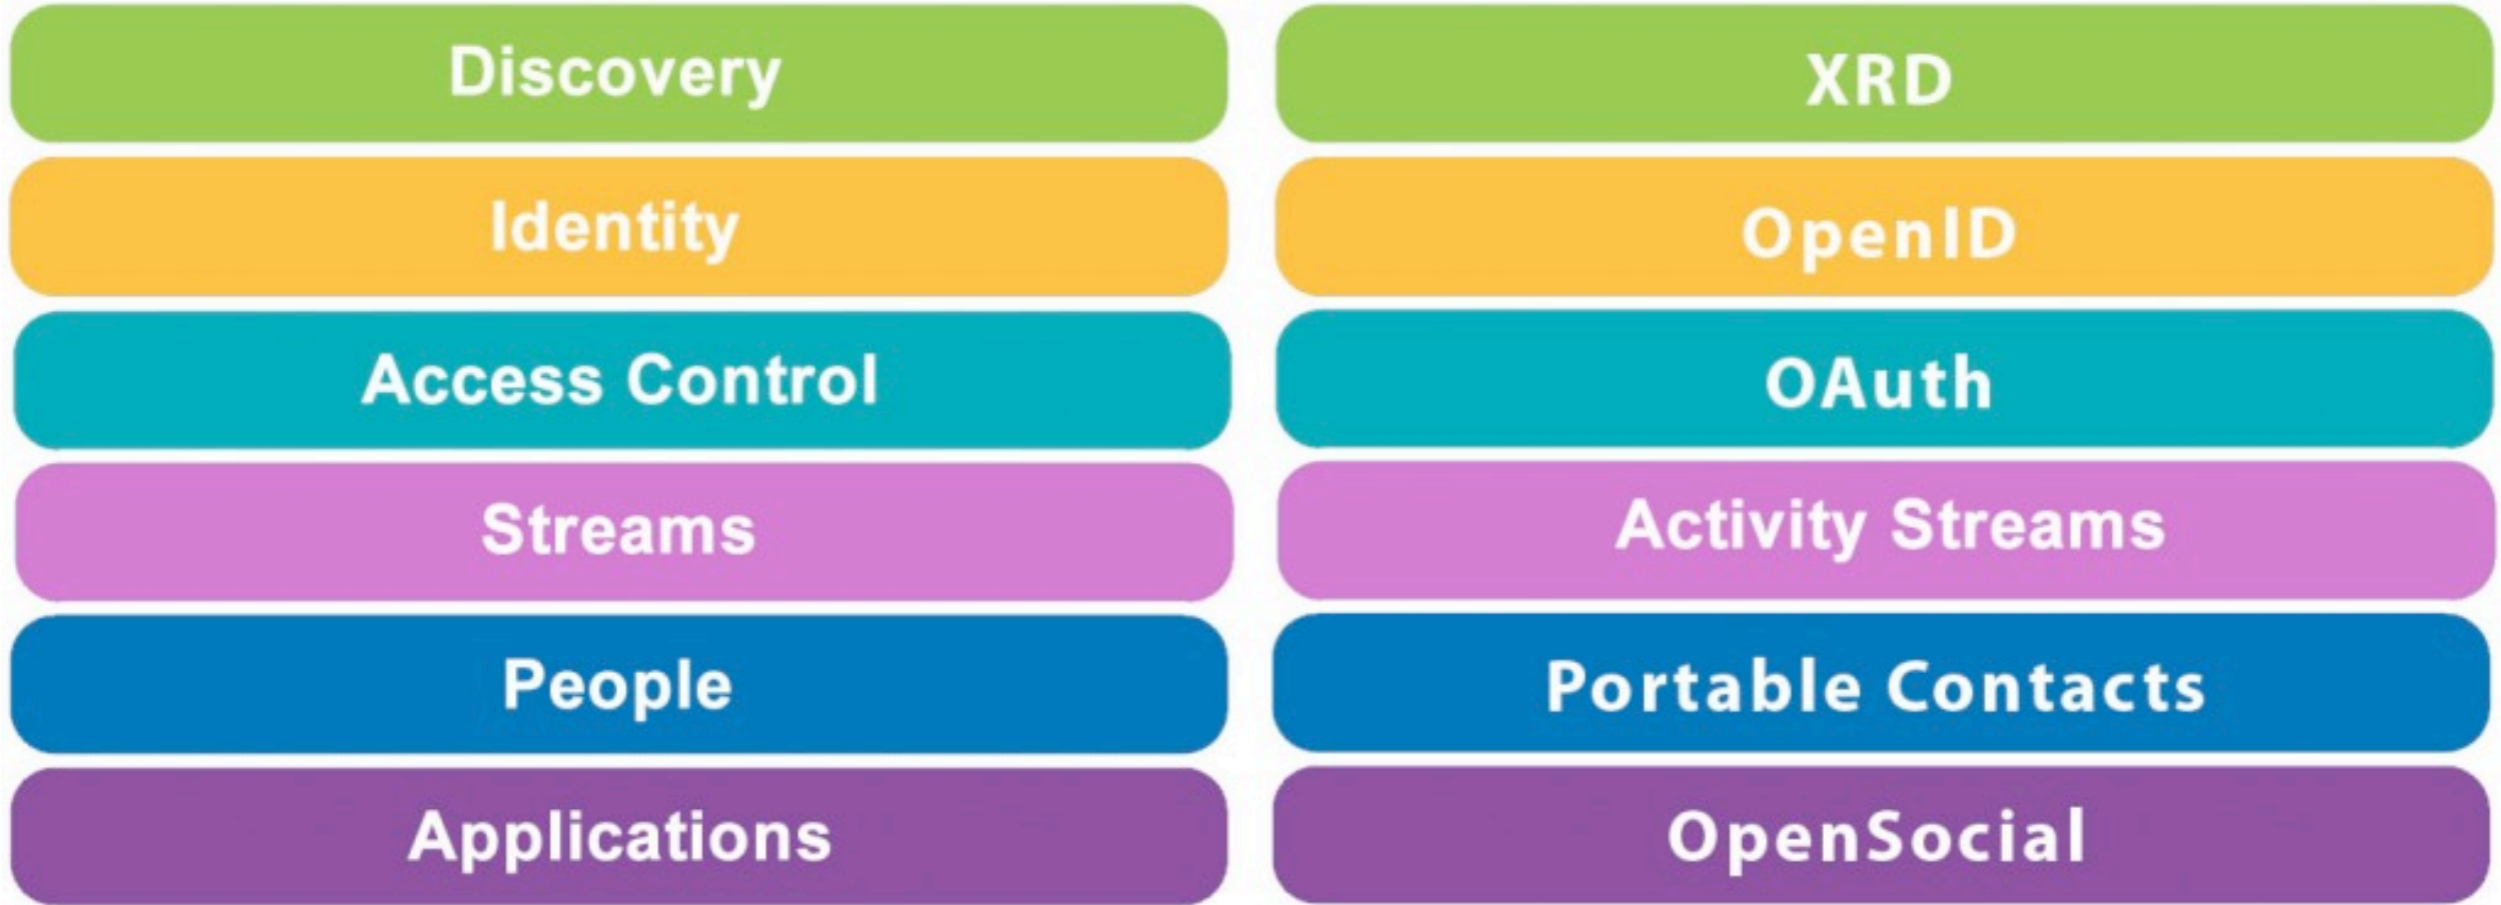 Discovery
XRD
Identity
OpenID
Access Control
OAuth
Streams
Activity Streams
People
Portable Contacts
Applications
OpenSocial